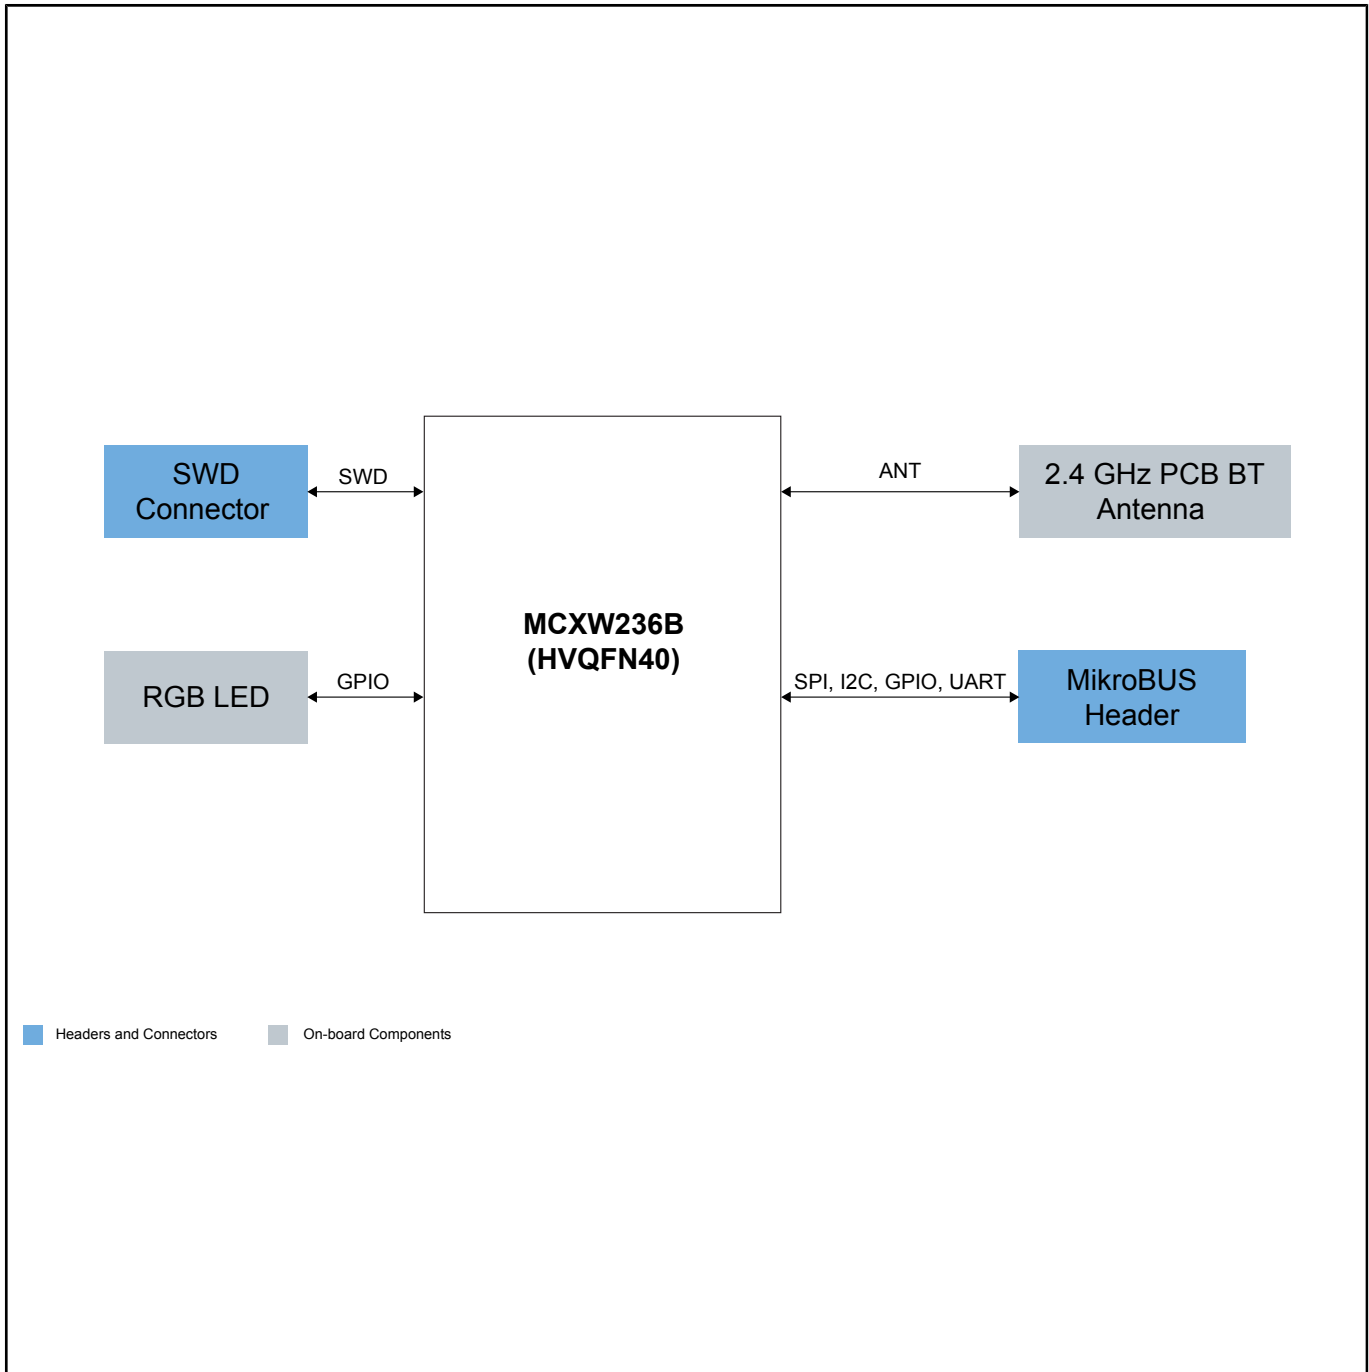 SWD
Connector
SWD
ANT
2.4 GHz PCB BT
Antenna
MCXW236B
(HVQFN40)
RGB LED
GPIO
SPI, I2C, GPIO, UART
MikroBUS
Header
Headers and Connectors
On-board Components